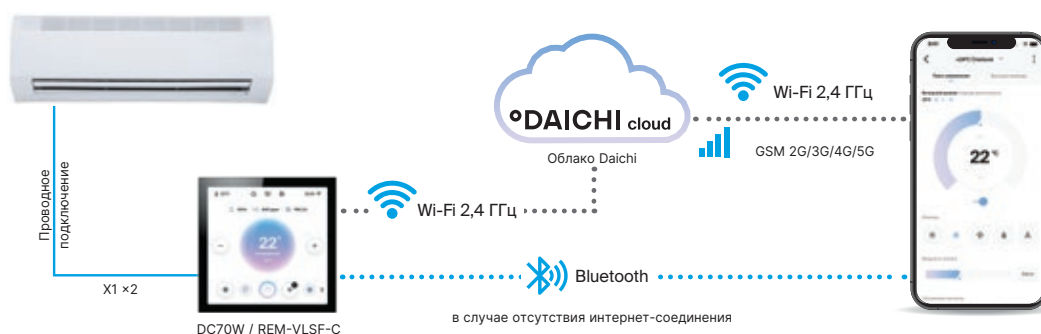 °DAICHI cloud
Облако Daichi
Wi-Fi 2,4 ГГц
GSM 2G/3G/4G/5G
22°
Проводное
подключение
Wi-Fi 2,4 ГГц
22°
X1 ×2
Bluetooth
DC70W / REM-VLSF-C
в случае отсутствия интернет-соединения